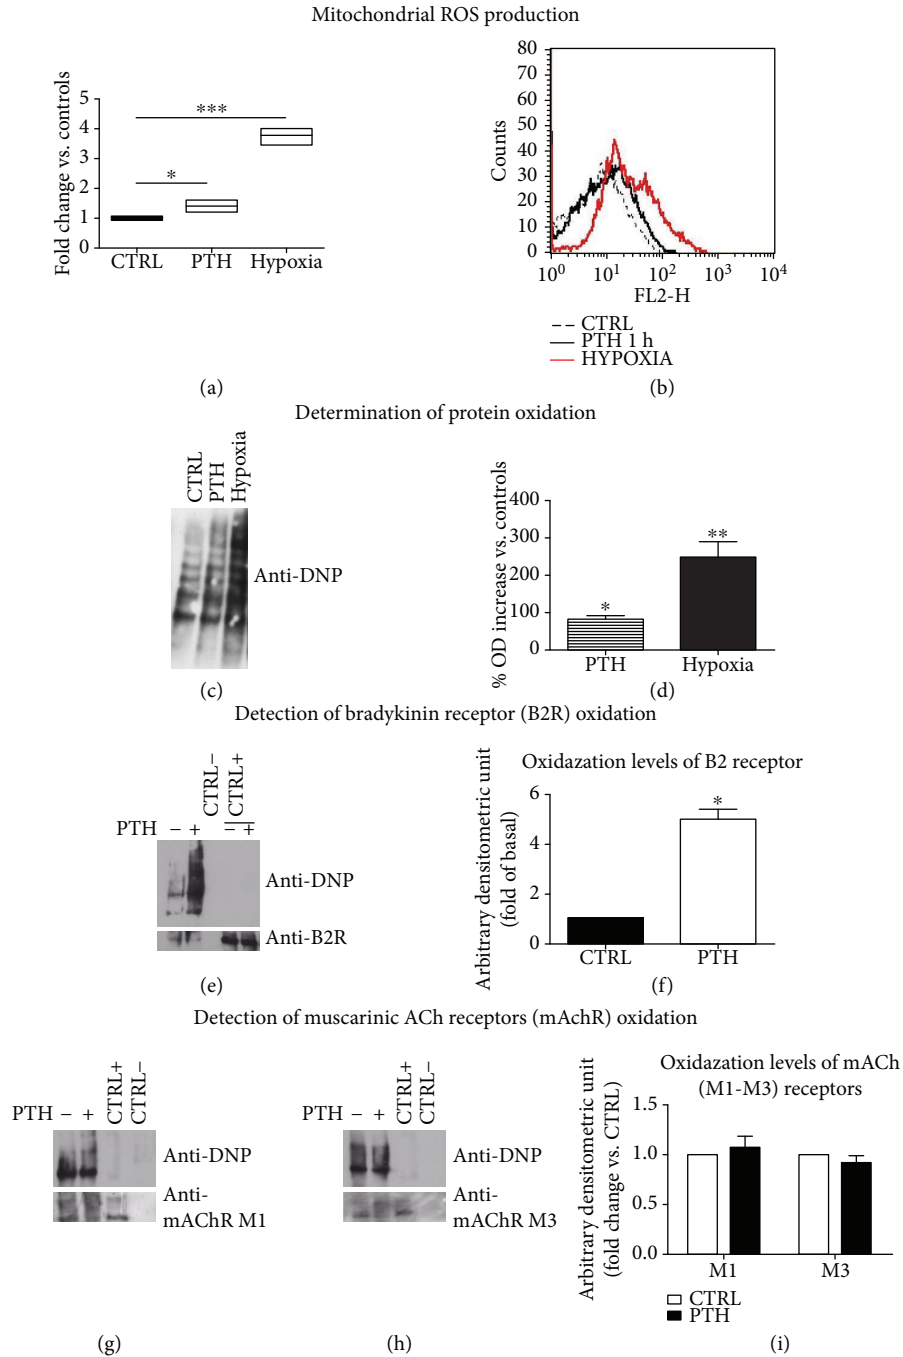 Mitochondrial ROS production
Fold change vs. controls
5
4
3
2
1
0
***
*
CTRL PTH Hypoxia
(a)
Counts
80
70
60
50
40
30
20
10
0
10⁰ 10¹ 10² 10³ 10⁴
FL2-H
CTRL
PTH 1 h
HYPOXIA
(b)
Determination of protein oxidation
CTRL
PTH
Hypoxia
Anti-DNP
(c)
% OD increase vs. controls
400
300
200
100
0
*
**
PTH Hypoxia
(d)
Detection of bradykinin receptor (B2R) oxidation
CTRL−
CTRL+
PTH − + − +
Anti-DNP
Anti-B2R
(e)
Oxidazation levels of B2 receptor
Arbitrary densitometric unit
(fold of basal)
6
4
2
0
*
CTRL PTH
(f)
Detection of muscarinic ACh receptors (mAchR) oxidation
CTRL+
CTRL−
PTH − +
Anti-DNP
Anti-
mAChR M1
(g)
CTRL+
CTRL−
PTH − +
Anti-DNP
Anti-
mAChR M3
(h)
Oxidazation levels of mACh
(M1-M3) receptors
Arbitrary densitometric unit
(fold change vs. CTRL)
1.5
1.0
0.5
0.0
M1 M3
CTRL
PTH
(i)